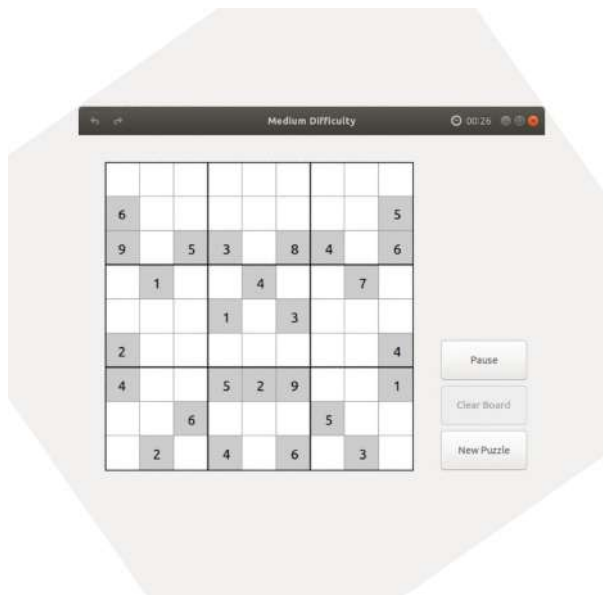 Medium Difficulty 00:26
6 5
9 5 3 8 4 6
1 4 7
1 3
2 4
4 5 2 9 1
6 5
2 4 6 3
Pause
Clear Board
New Puzzle